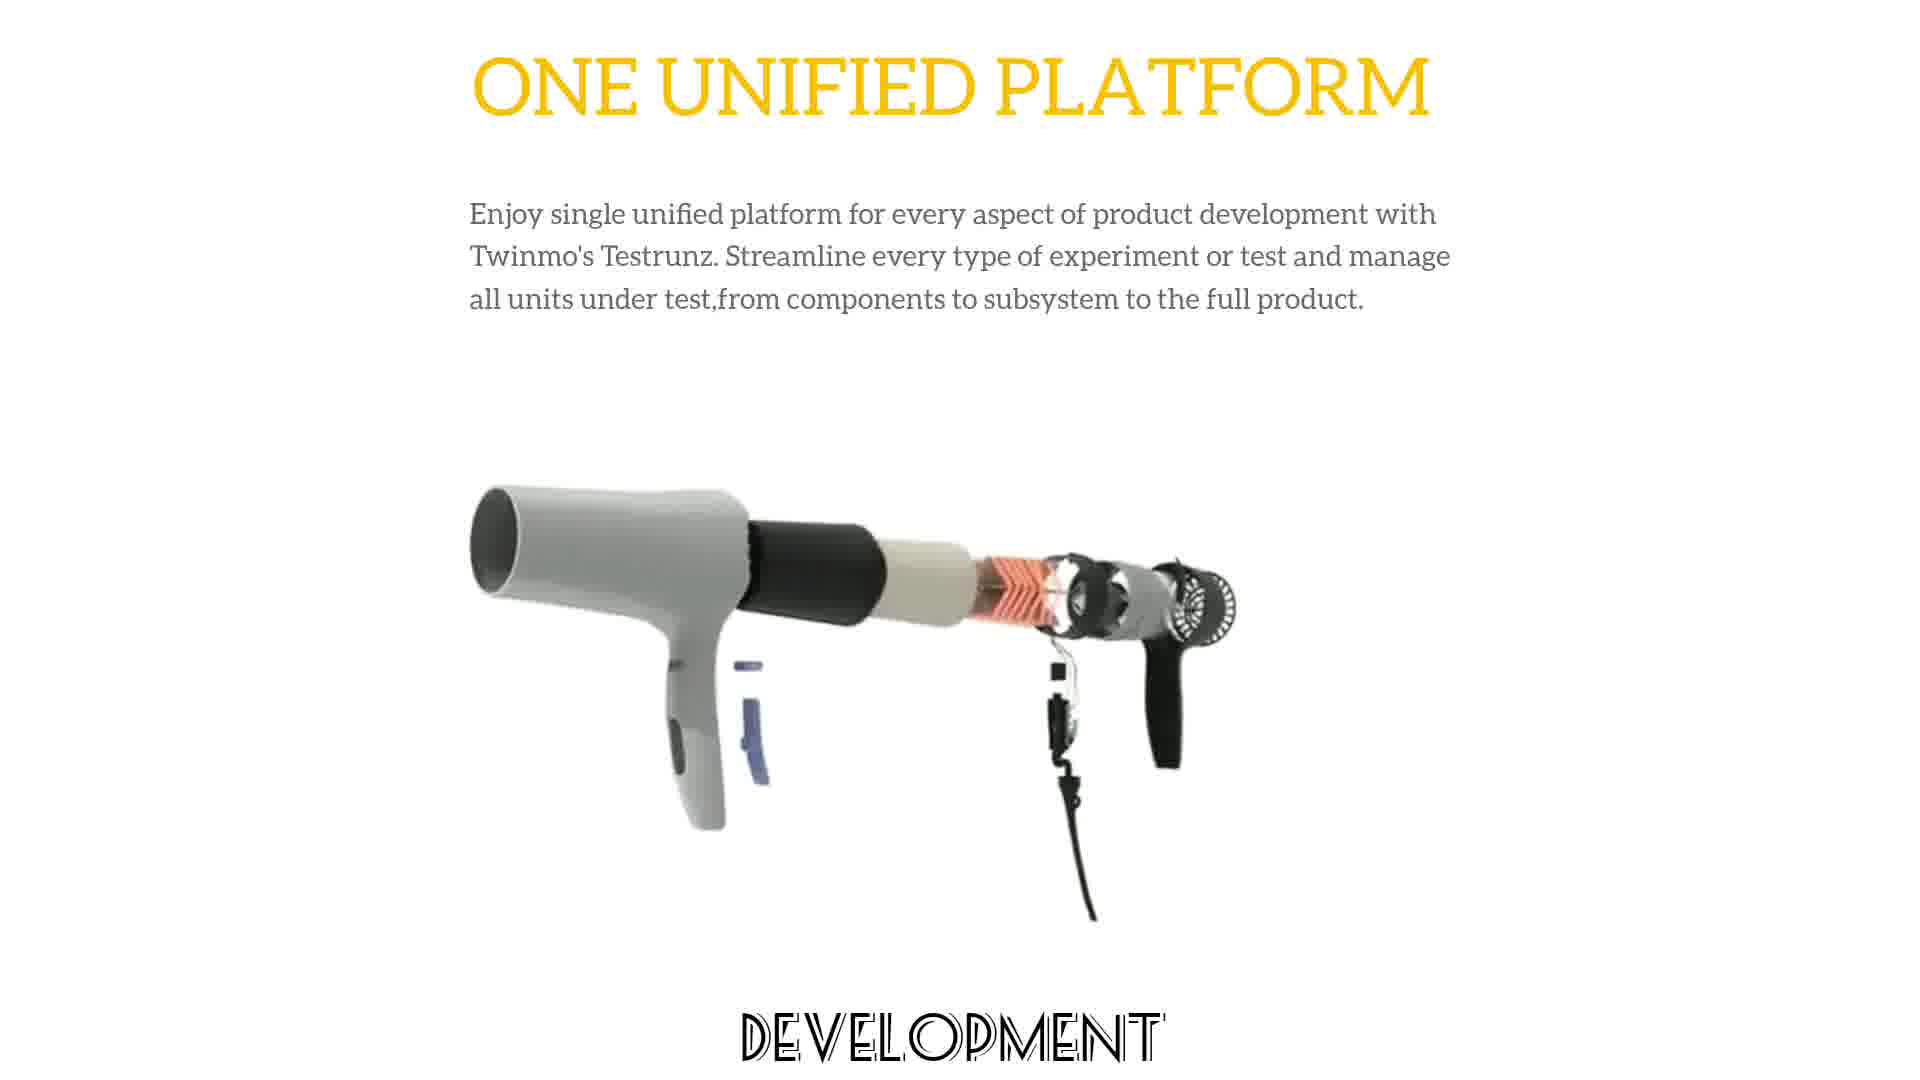 ONE UNIFIED PLATFORM
Enjoy single unified platform for every aspect of product development with
Twinmo's Testrunz. Streamline every type of experiment or test and manage
all units under test,from components to subsystem to the full product.
DEVELOPMENT